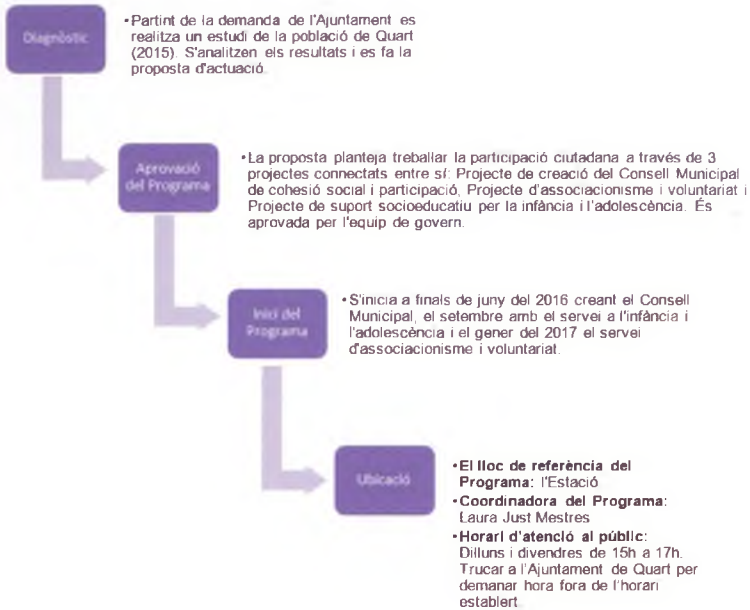 Diagnòstic
•Partint de la demanda de l'Ajuntament es
realitza un estudi de la població de Quart
(2015). S'analitzen els resultats i es fa la
proposta d'actuació.
Aprovació
del Programa
•La proposta planteja treballar la participació ciutadana a través de 3
projectes connectats entre sí: Projecte de creació del Consell Municipal
de cohesió social i participació, Projecte d'associacionisme i voluntariat i
Projecte de suport socioeducatiu per la infància i l'adolescència. És
aprovada per l'equip de govern.
Inici del
Programa
•S'inicia a finals de juny del 2016 creant el Consell
Municipal, el setembre amb el servei a l'infància i
l'adolescència i el gener del 2017 el servei
d'associacionisme i voluntariat.
Ubicació
•El lloc de referència del
Programa: l'Estació
•Coordinadora del Programa:
Laura Just Mestres
•Horari d'atenció al públic:
Dilluns i divendres de 15h a 17h.
Trucar a l'Ajuntament de Quart per
demanar hora fora de l'horari
establert